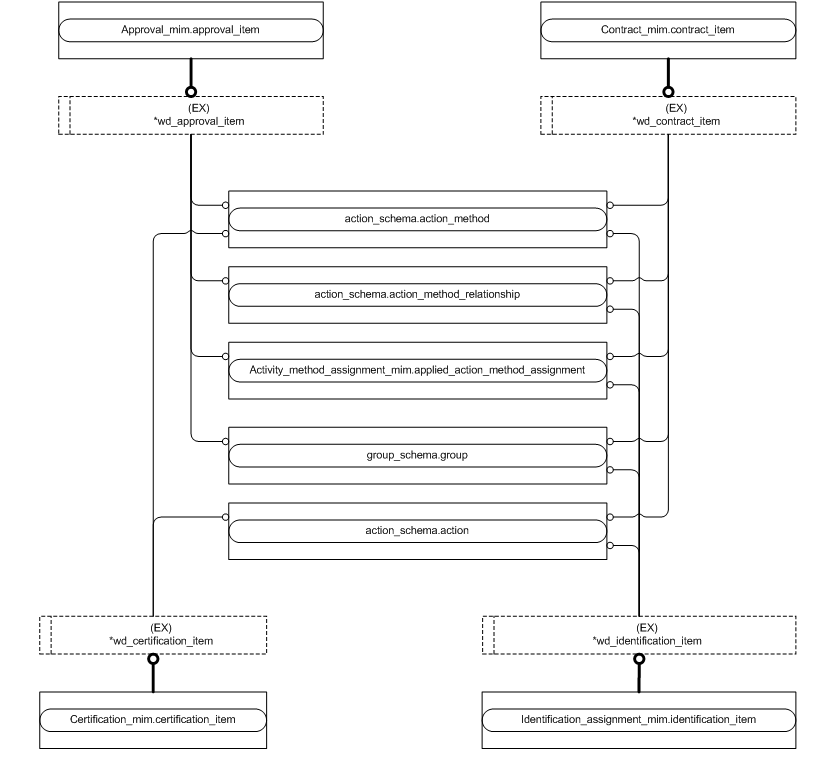 Approval_mim.approval_item
Contract_mim.contract_item
(EX)
*wd_approval_item
(EX)
*wd_contract_item
action_schema.action_method
action_schema.action_method_relationship
Activity_method_assignment_mim.applied_action_method_assignment
group_schema.group
action_schema.action
(EX)
*wd_certification_item
(EX)
*wd_identification_item
Certification_mim.certification_item
Identification_assignment_mim.identification_item